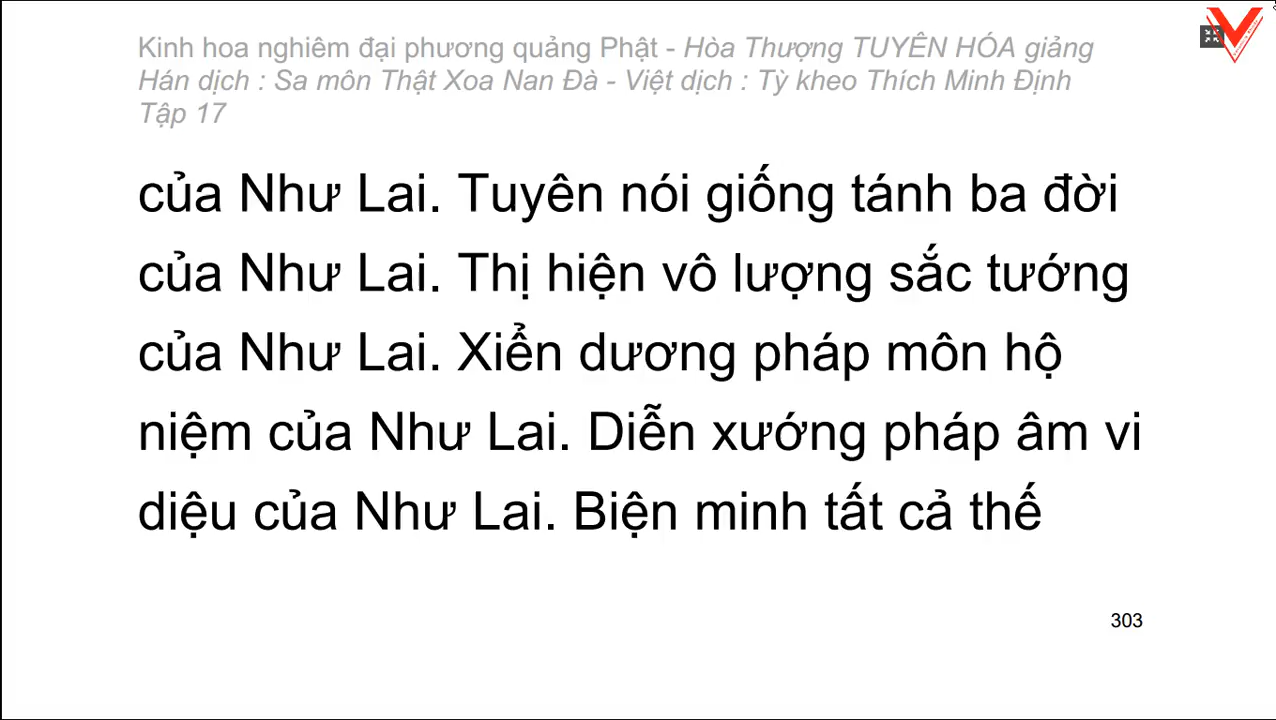 Kinh hoa nghiêm đại phương quảng Phật - Hòa Thượng TUYÊN HÓA giảng
Hán dịch : Sa môn Thật Xoa Nan Đà - Việt dịch : Tỳ kheo Thích Minh Định
Tập 17
của Như Lai. Tuyên nói giống tánh ba đời
của Như Lai. Thị hiện vô lượng sắc tướng
của Như Lai. Xiển dương pháp môn hộ
niệm của Như Lai. Diễn xướng pháp âm vi
diệu của Như Lai. Biện minh tất cả thế
303